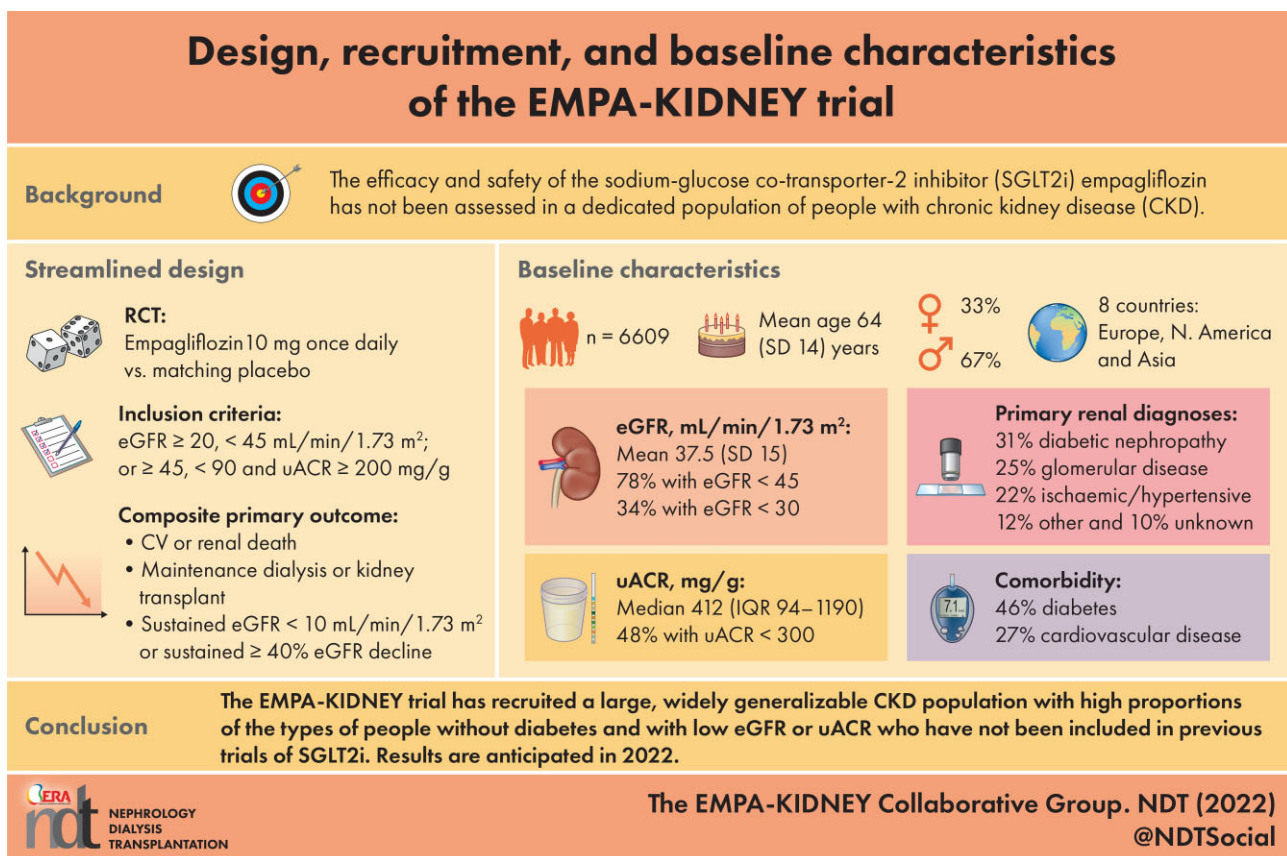 Design, recruitment, and baseline characteristics
of the EMPA-KIDNEY trial
Background
The efficacy and safety of the sodium-glucose co-transporter-2 inhibitor (SGLT2i) empagliflozin
has not been assessed in a dedicated population of people with chronic kidney disease (CKD).
Streamlined design
RCT:
Empagliflozin 10 mg once daily
vs. matching placebo
Inclusion criteria:
eGFR ≥ 20, < 45 mL/min/1.73 m²;
or ≥ 45, < 90 and uACR ≥ 200 mg/g
Composite primary outcome:
• CV or renal death
• Maintenance dialysis or kidney
transplant
• Sustained eGFR < 10 mL/min/1.73 m²
or sustained ≥ 40% eGFR decline
Baseline characteristics
n = 6609
Mean age 64
(SD 14) years
33%
67%
8 countries:
Europe, N. America
and Asia
eGFR, mL/min/1.73 m²:
Mean 37.5 (SD 15)
78% with eGFR < 45
34% with eGFR < 30
Primary renal diagnoses:
31% diabetic nephropathy
25% glomerular disease
22% ischaemic/hypertensive
12% other and 10% unknown
uACR, mg/g:
Median 412 (IQR 94–1190)
48% with uACR < 300
7.1
Comorbidity:
46% diabetes
27% cardiovascular disease
Conclusion
The EMPA-KIDNEY trial has recruited a large, widely generalizable CKD population with high proportions
of the types of people without diabetes and with low eGFR or uACR who have not been included in previous
trials of SGLT2i. Results are anticipated in 2022.
ERA
ndt
NEPHROLOGY
DIALYSIS
TRANSPLANTATION
The EMPA-KIDNEY Collaborative Group. NDT (2022)
@NDTSocial